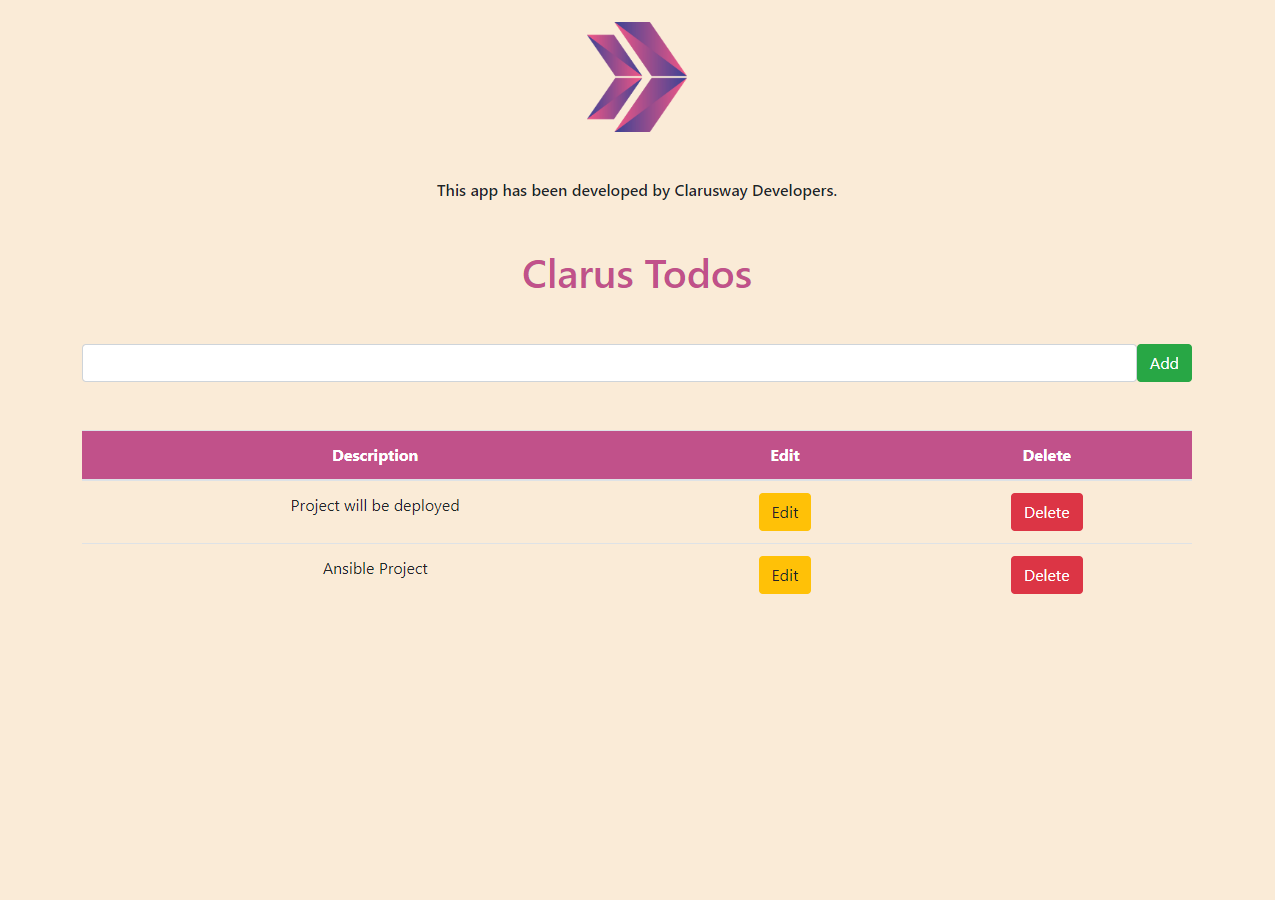 This app has been developed by Clarusway Developers.
Clarus Todos
Add
Description Edit Delete
Project will be deployed Edit Delete
Ansible Project Edit Delete